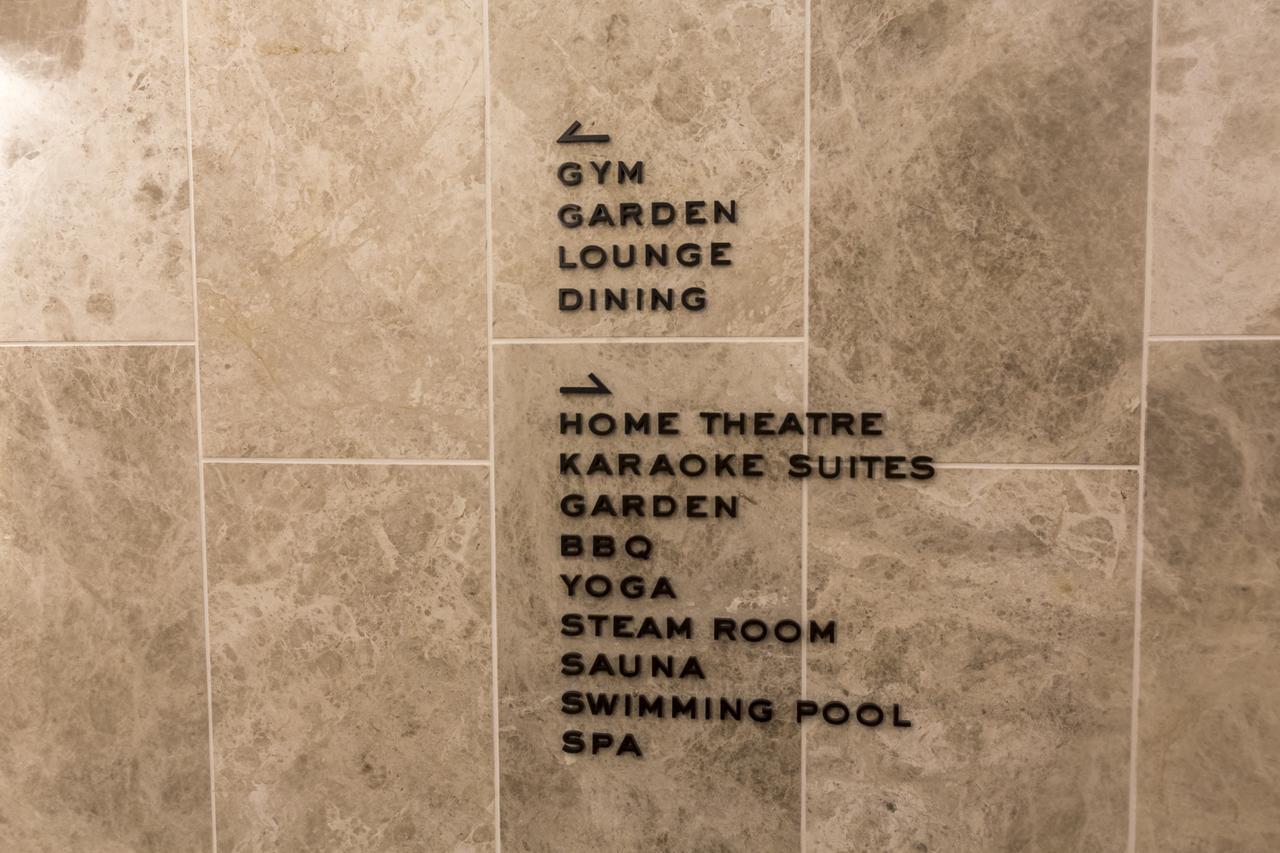 GYM
GARDEN
LOUNGE
DINING
HOME THEATRE
KARAOKE SUITES
GARDEN
BBQ
YOGA
STEAM ROOM
SAUNA
SWIMMING POOL
SPA